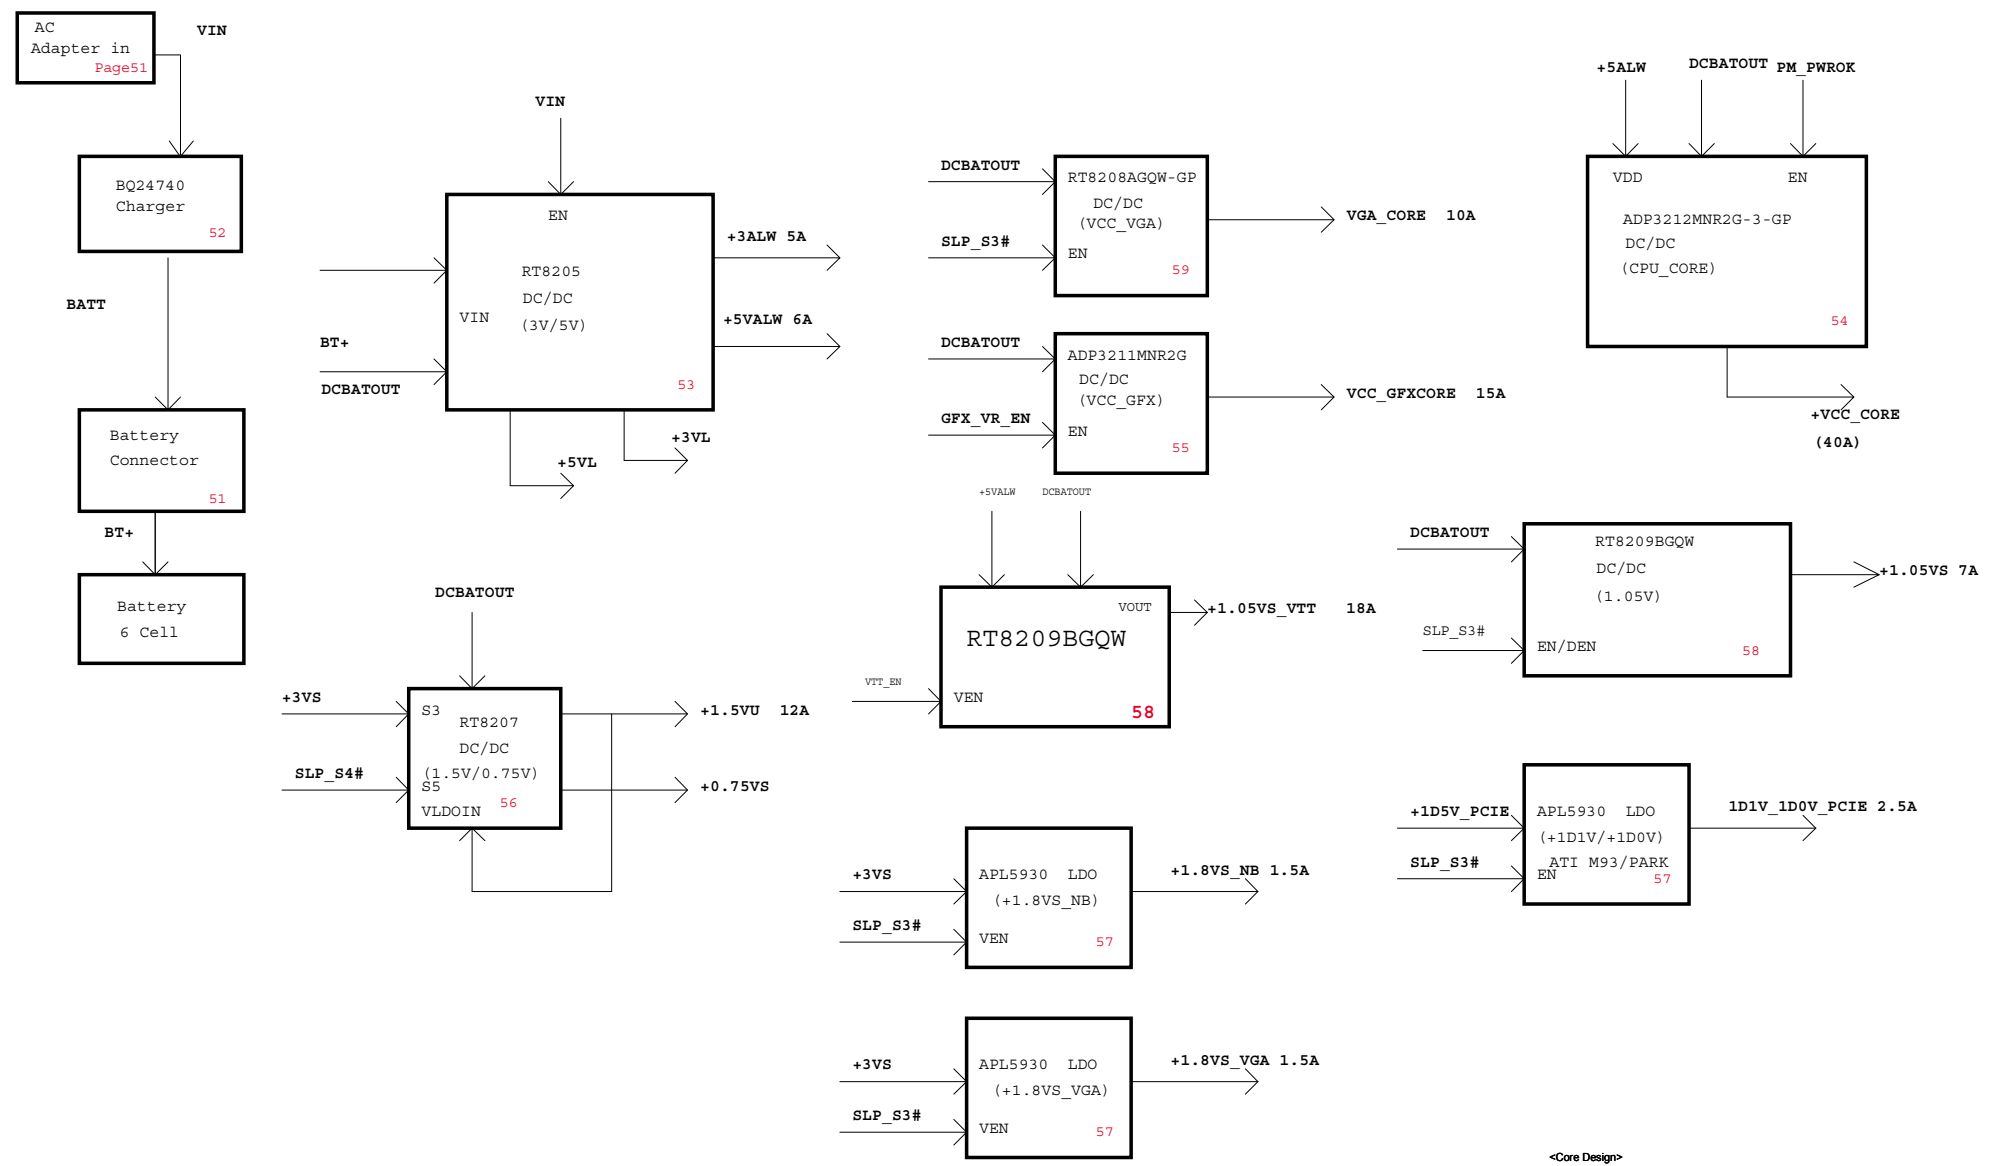 AC
Adapter in
Page51
VIN
BQ24740
Charger
52
BATT
Battery
Connector
51
BT+
Battery
6 Cell
VIN
EN
RT8205
DC/DC
(3V/5V)
VIN
53
BT+
DCBATOUT
+3ALW 5A
+5VALW 6A
+3VL
+5VL
DCBATOUT
+3VS
S3
RT8207
DC/DC
(1.5V/0.75V)
SLP_S4#
S5
56
VLDOIN
+1.5VU 12A
+0.75VS
DCBATOUT
RT8208AGQW-GP
DC/DC
(VCC_VGA)
SLP_S3#
EN
59
VGA_CORE 10A
DCBATOUT
ADP3211MNR2G
DC/DC
(VCC_GFX)
GFX_VR_EN
EN
55
VCC_GFXCORE 15A
+5VALW DCBATOUT
VOUT
RT8209BGQW
VTT_EN
VEN
58
+1.05VS_VTT 18A
+3VS
APL5930 LDO
(+1.8VS_NB)
SLP_S3#
VEN
57
+1.8VS_NB 1.5A
+3VS
APL5930 LDO
(+1.8VS_VGA)
SLP_S3#
VEN
57
+1.8VS_VGA 1.5A
+5ALW DCBATOUT PM_PWROK
VDD EN
ADP3212MNR2G-3-GP
DC/DC
(CPU_CORE)
54
+VCC_CORE
(40A)
DCBATOUT
RT8209BGQW
DC/DC
(1.05V)
SLP_S3#
EN/DEN
58
+1.05VS 7A
+1D5V_PCIE
APL5930 LDO
(+1D1V/+1D0V)
ATI M93/PARK
SLP_S3#
EN
57
1D1V_1D0V_PCIE 2.5A
<Core Design>